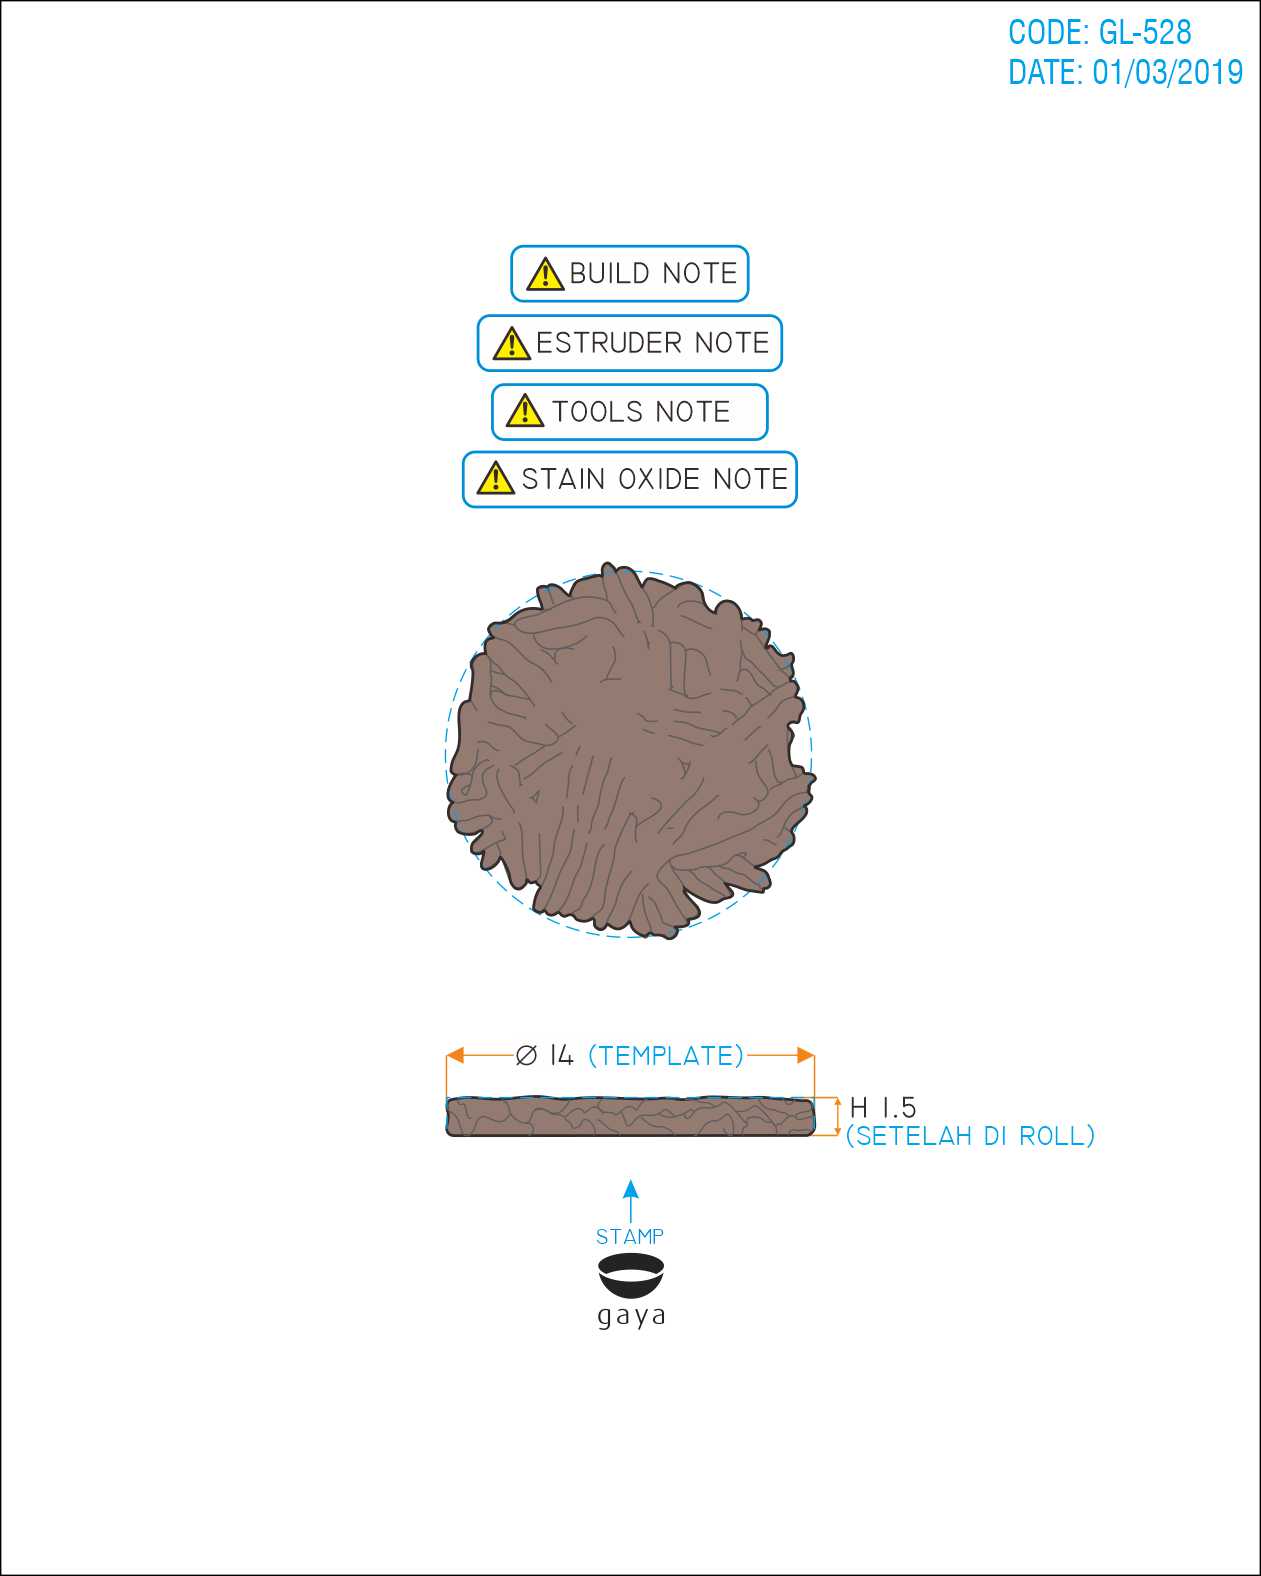 CODE: GL-528
DATE: 01/03/2019
BUILD NOTE
ESTRUDER NOTE
TOOLS NOTE
STAIN OXIDE NOTE
Ø 14 (TEMPLATE)
H 1.5
(SETELAH DI ROLL)
STAMP
gaya